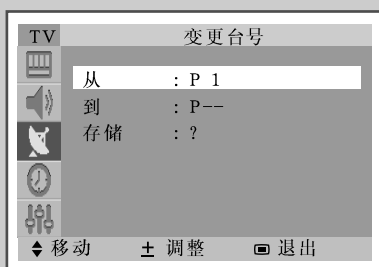 TV 变更台号
从 : P 1
到 : P--
存储 : ?
移动 ± 调整 退出